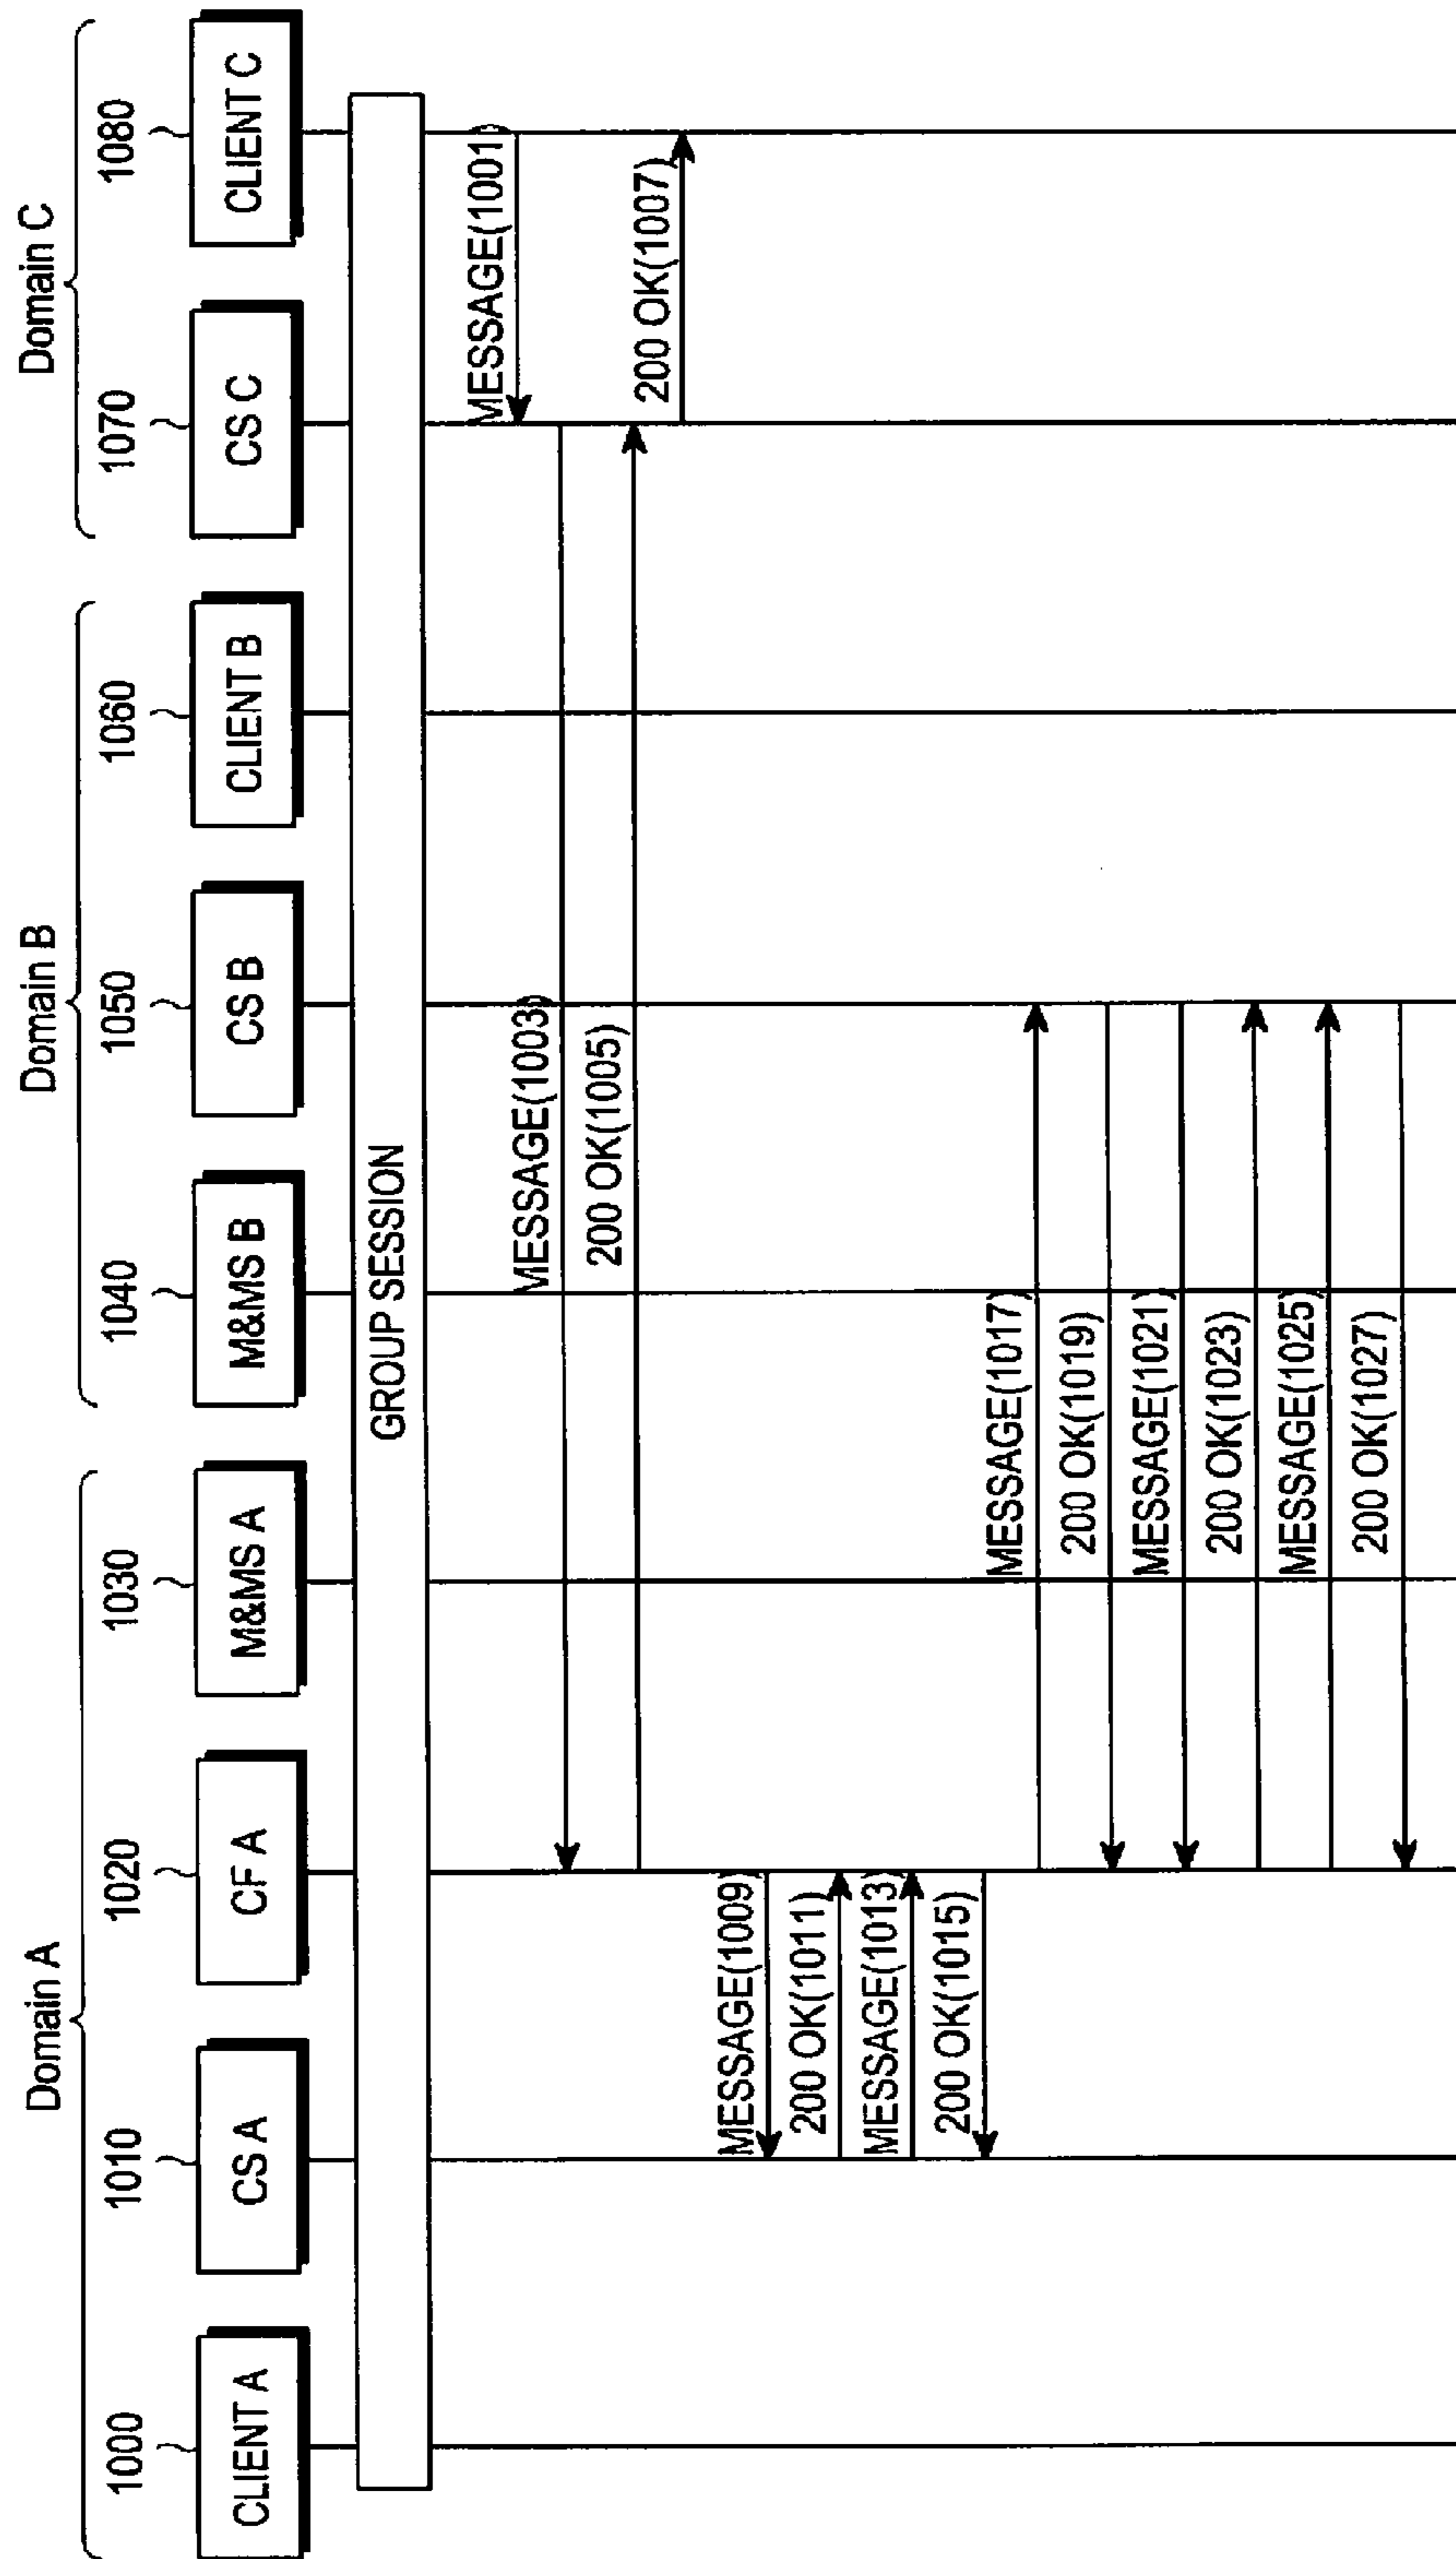 Domain A
Domain B
Domain C
1000
1010
1020
1030
1040
1050
1060
1070
1080
CLIENT A
CS A
CF A
M&MS A
M&MS B
CS B
CLIENT B
CS C
CLIENT C
GROUP SESSION
MESSAGE(1001)
MESSAGE(1003)
200 OK(1005)
200 OK(1007)
MESSAGE(1009)
200 OK(1011)
MESSAGE(1013)
200 OK(1015)
MESSAGE(1017)
200 OK(1019)
MESSAGE(1021)
200 OK(1023)
MESSAGE(1025)
200 OK(1027)